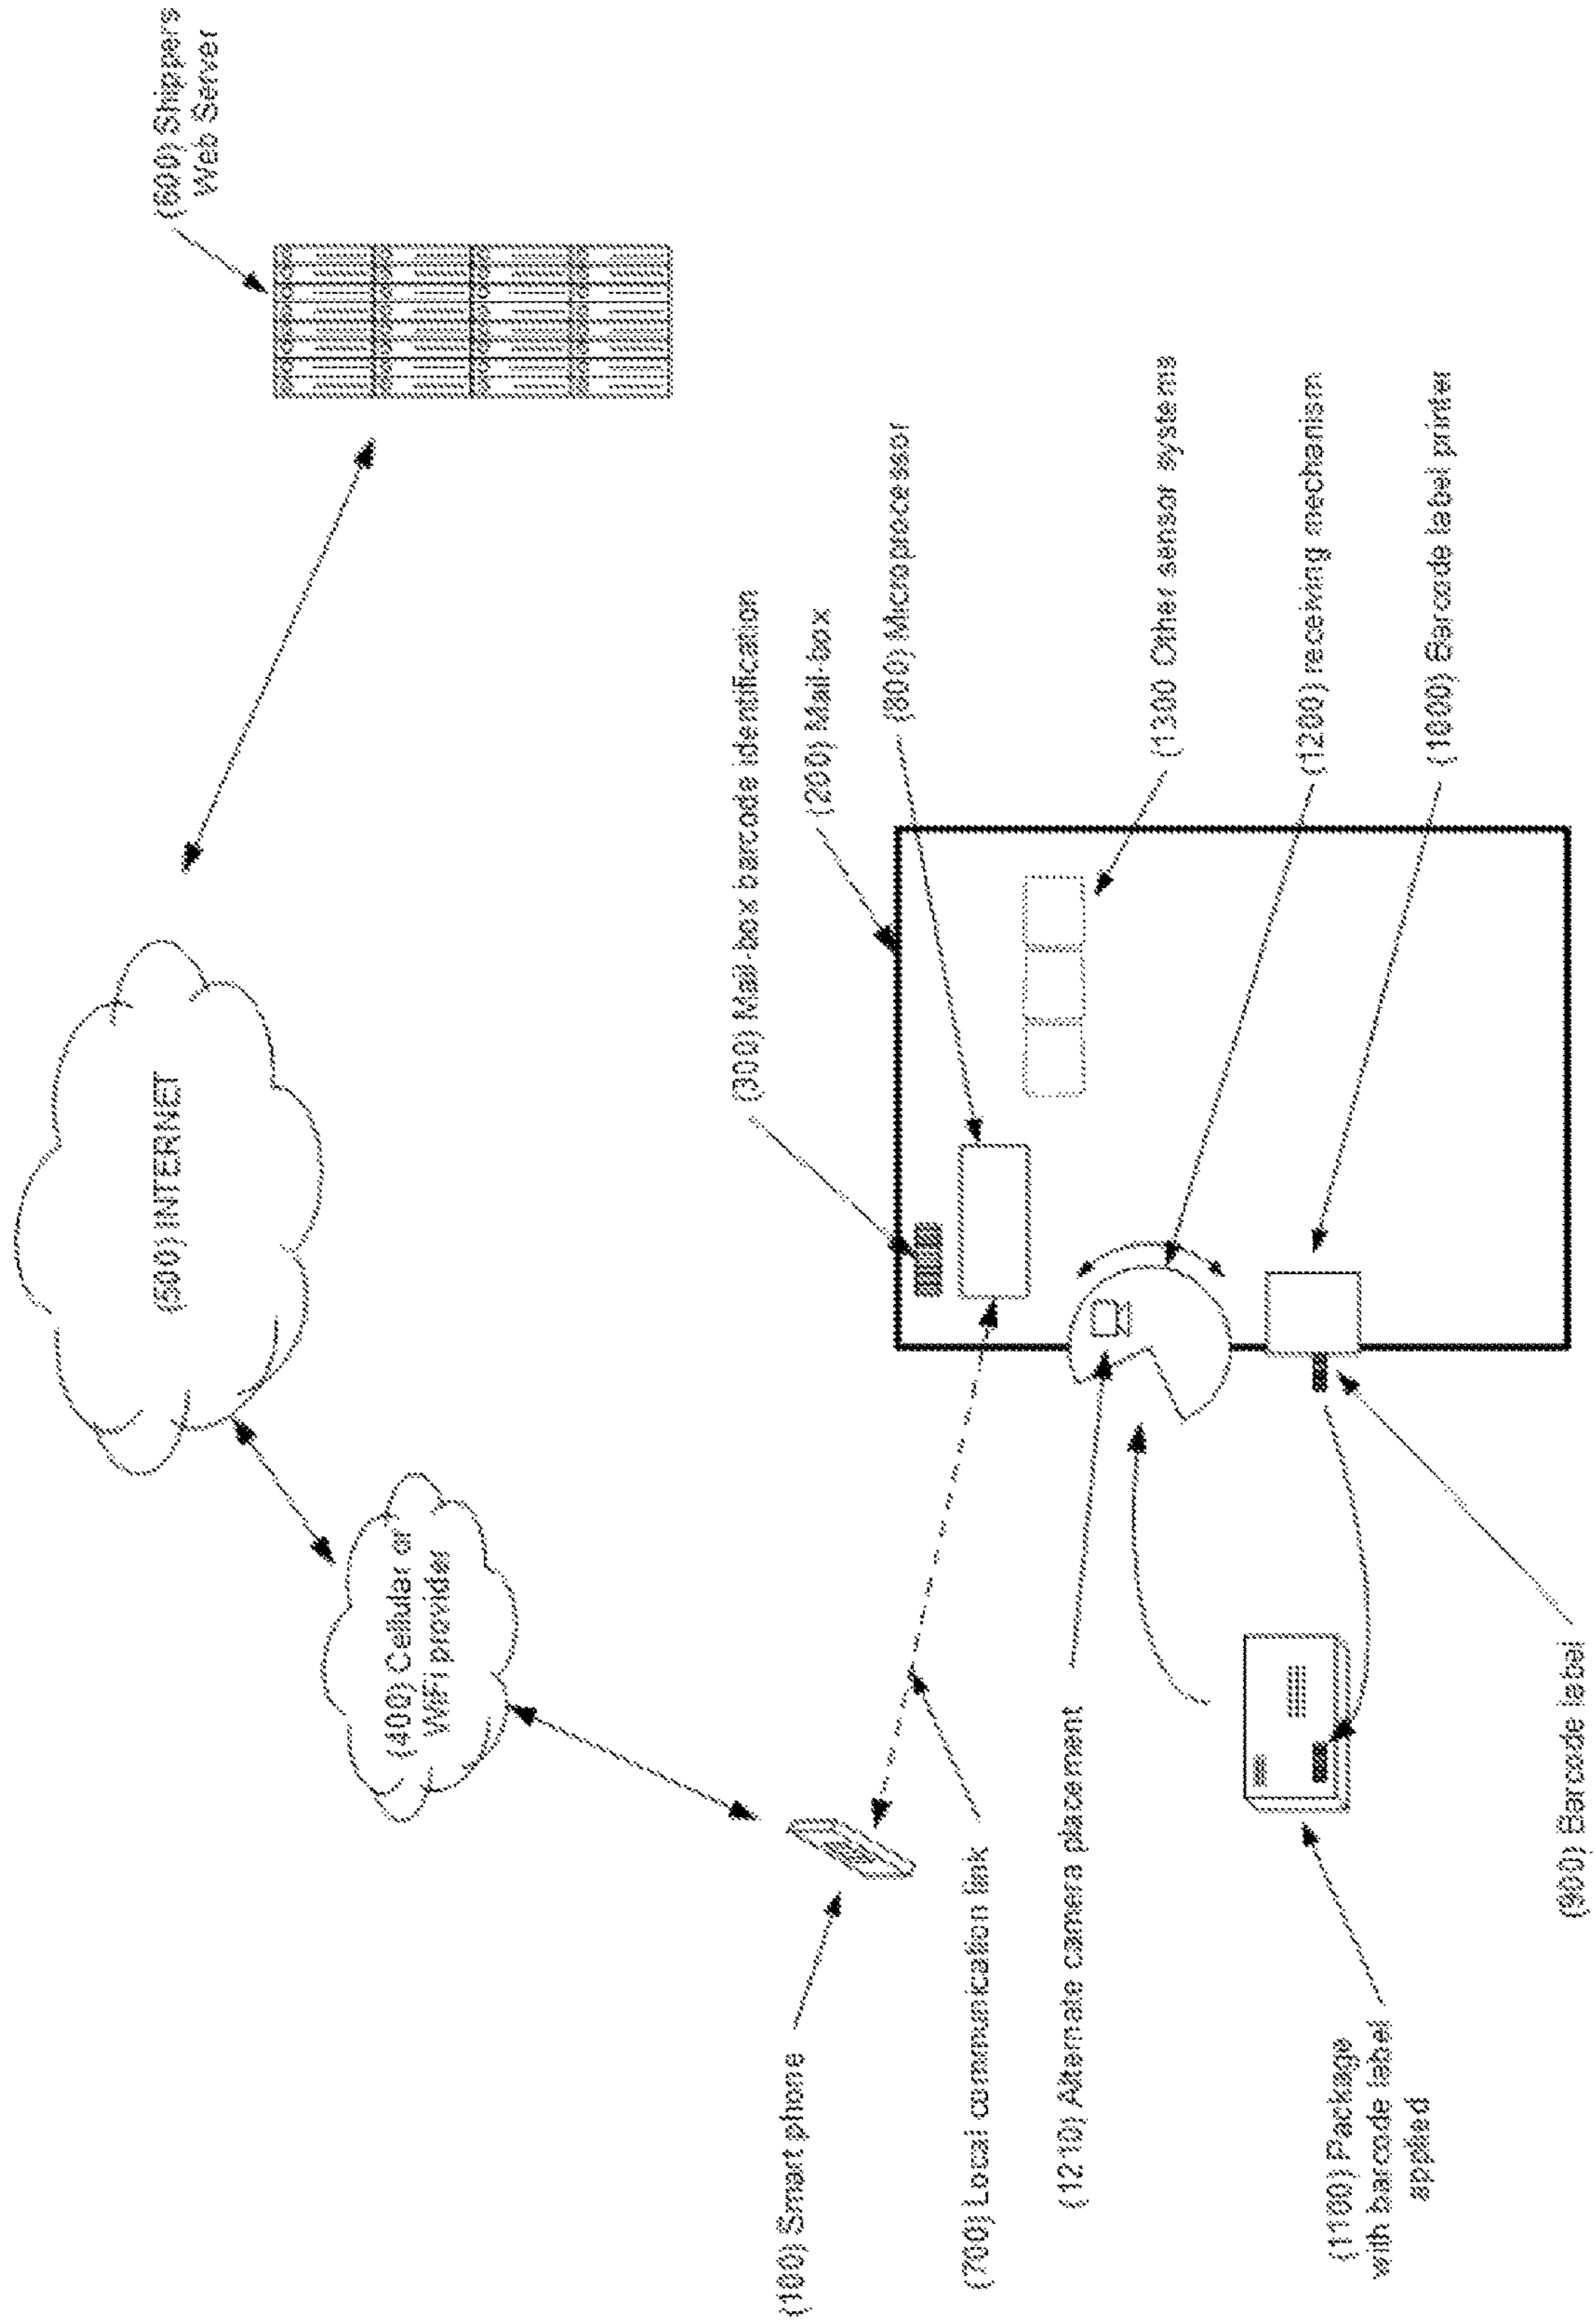 (600) Shippers
Web Server
(500) INTERNET
(400) Cellular or
WiFi provider
(300) Mail-box barcode identification
(200) Mail-box
(800) Microprocessor
(1300 Other sensor systems
(1200) receiving mechanism
(1000) Barcode label printer
(100) Smart phone
(700) Local communication link
(1210) Alternate camera placement
(1100) Package
with barcode label
applied
(900) Barcode label